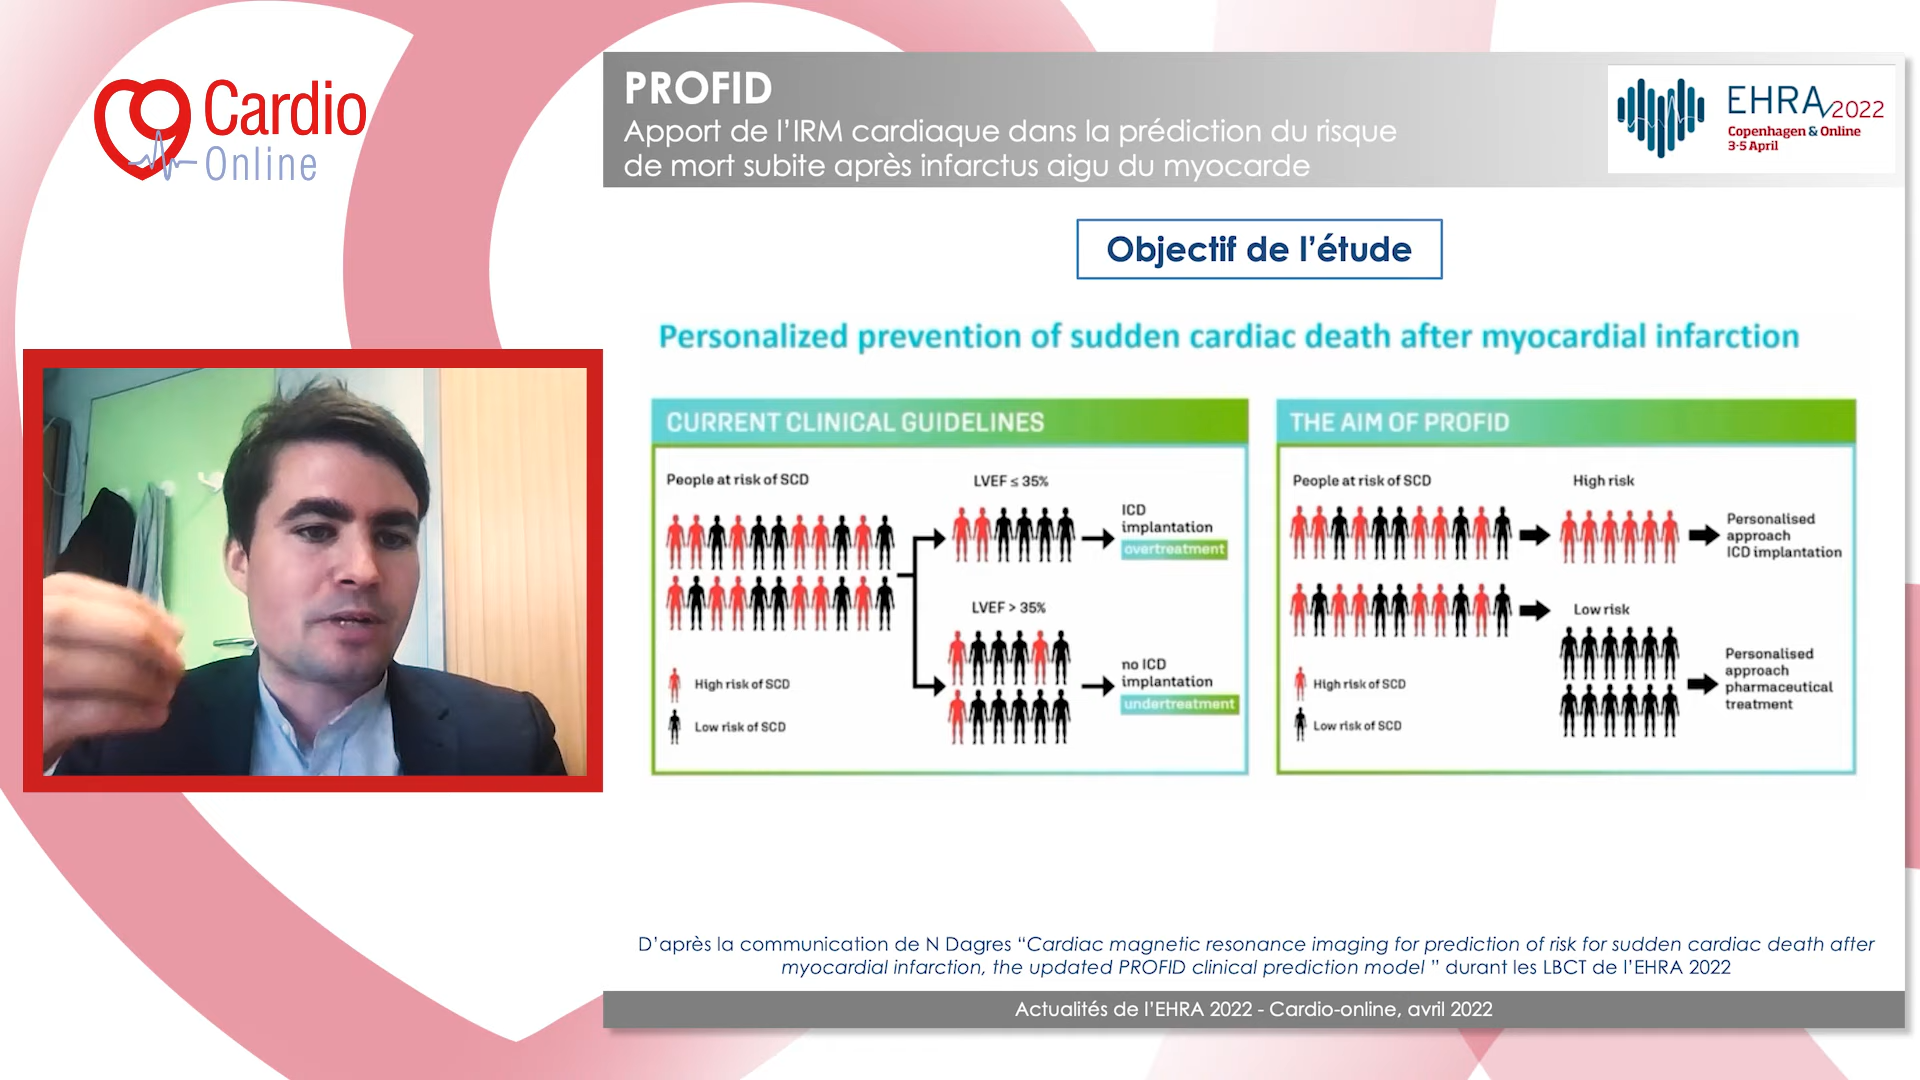 Cardio
Online
PROFID
Apport de l'IRM cardiaque dans la prédiction du risque
de mort subite après infarctus aigu du myocarde
EHRA 2022
Copenhagen & Online
3-5 April
Objectif de l'étude
Personalized prevention of sudden cardiac death after myocardial infarction
CURRENT CLINICAL GUIDELINES
People at risk of SCD
LVEF ≤ 35%
ICD
implantation
overtreatment
LVEF > 35%
no ICD
implantation
undertreatment
High risk of SCD
Low risk of SCD
THE AIM OF PROFID
People at risk of SCD
High risk
Personalised
approach
ICD implantation
Low risk
Personalised
approach
pharmaceutical
treatment
High risk of SCD
Low risk of SCD
D'après la communication de N Dagres “Cardiac magnetic resonance imaging for prediction of risk for sudden cardiac death after
myocardial infarction, the updated PROFID clinical prediction model ” durant les LBCT de l'EHRA 2022
Actualités de l'EHRA 2022 - Cardio-online, avril 2022